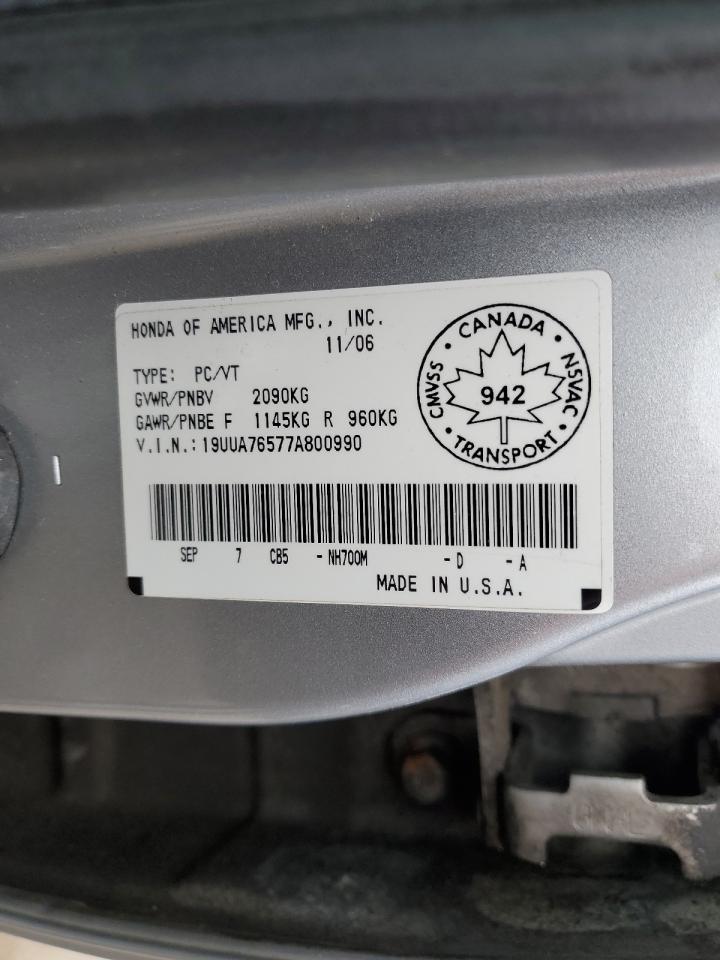 HONDA OF AMERICA MFG., INC.
11/06
TYPE: PC/VT
GVWR/PNBV 2090KG
GAWR/PNBE F 1145KG R 960KG
V.I.N.:19UUA76577A800990
CMVSS · CANADA · NSVAC · TRANSPORT ·
942
SEP 7 CB5 -NH700M -D -A
MADE IN U.S.A.